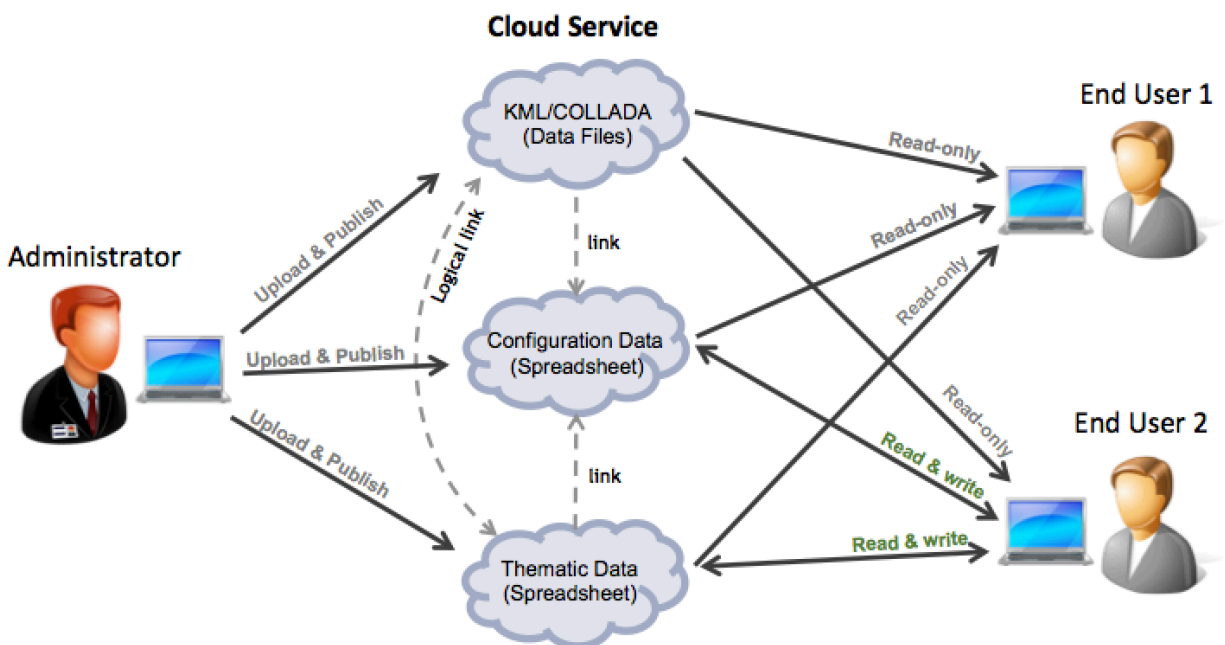 Cloud Service
KML/COLLADA
(Data Files)
End User 1
Read-only
Upload & Publish
Logical link
link
Read-only
Administrator
Read-only
Upload & Publish
Configuration Data
(Spreadsheet)
Upload & Publish
Read-only
End User 2
Read & write
link
Read & write
Thematic Data
(Spreadsheet)